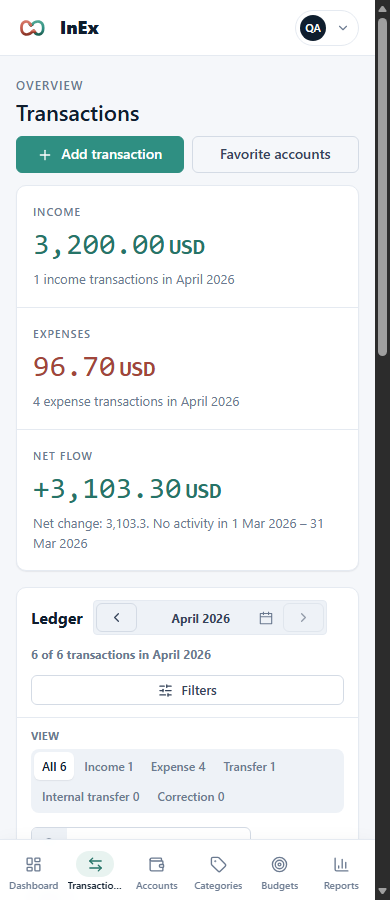 InEx
QA
OVERVIEW
Transactions
Add transaction
Favorite accounts
INCOME
3,200.00 USD
1 income transactions in April 2026
EXPENSES
96.70 USD
4 expense transactions in April 2026
NET FLOW
+3,103.30 USD
Net change: 3,103.3. No activity in 1 Mar 2026 – 31
Mar 2026
Ledger
April 2026
6 of 6 transactions in April 2026
Filters
VIEW
All 6 Income 1 Expense 4 Transfer 1
Internal transfer 0 Correction 0
Dashboard Transactio... Accounts Categories Budgets Reports